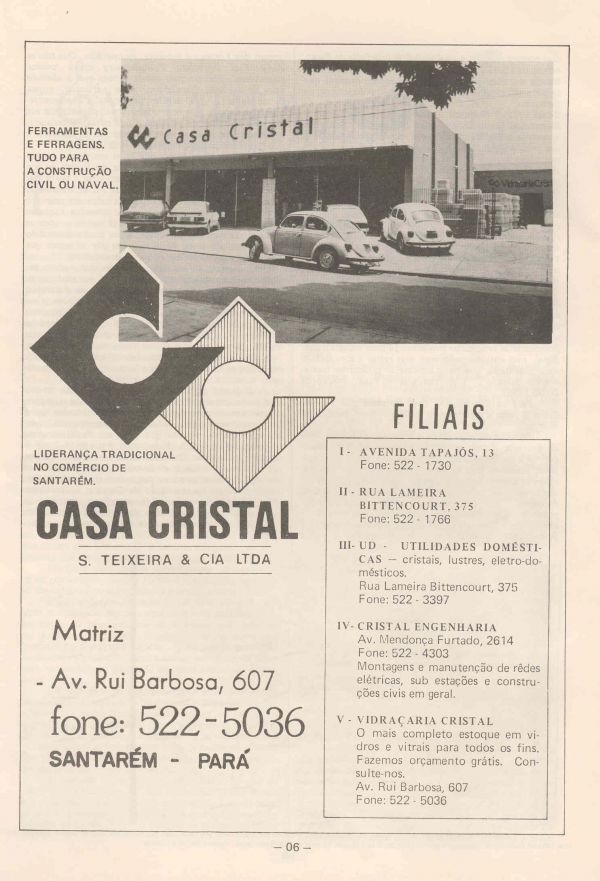 FERRAMENTAS
E FERRAGENS.
TUDO PARA
A CONSTRUÇÃO
CIVIL OU NAVAL.
Casa Cristal
Vidraçaria Crist
LIDERANÇA TRADICIONAL
NO COMÉRCIO DE
SANTARÉM.
CASA CRISTAL
S. TEIXEIRA & CIA LTDA
Matriz
- Av. Rui Barbosa, 607
fone: 522-5036
SANTARÉM - PARÁ
FILIAIS
I - AVENIDA TAPAJÓS, 13
Fone: 522 - 1730
II - RUA LAMEIRA
BITTENCOURT, 375
Fone: 522 - 1766
III- UD - UTILIDADES DOMÉSTI-
CAS — cristais, lustres, eletro-do-
mésticos.
Rua Lameira Bittencourt, 375
Fone: 522 - 3397
IV- CRISTAL ENGENHARIA
Av. Mendonça Furtado, 2614
Fone: 522 - 4303
Montagens e manutenção de rêdes
elétricas, sub estações e constru-
ções civis em geral.
V - VIDRAÇARIA CRISTAL
O mais completo estoque em vi-
dros e vitrais para todos os fins.
Fazemos orçamento grátis. Con-
sulte-nos.
Av. Rui Barbosa, 607
Fone: 522 - 5036
— 06 —